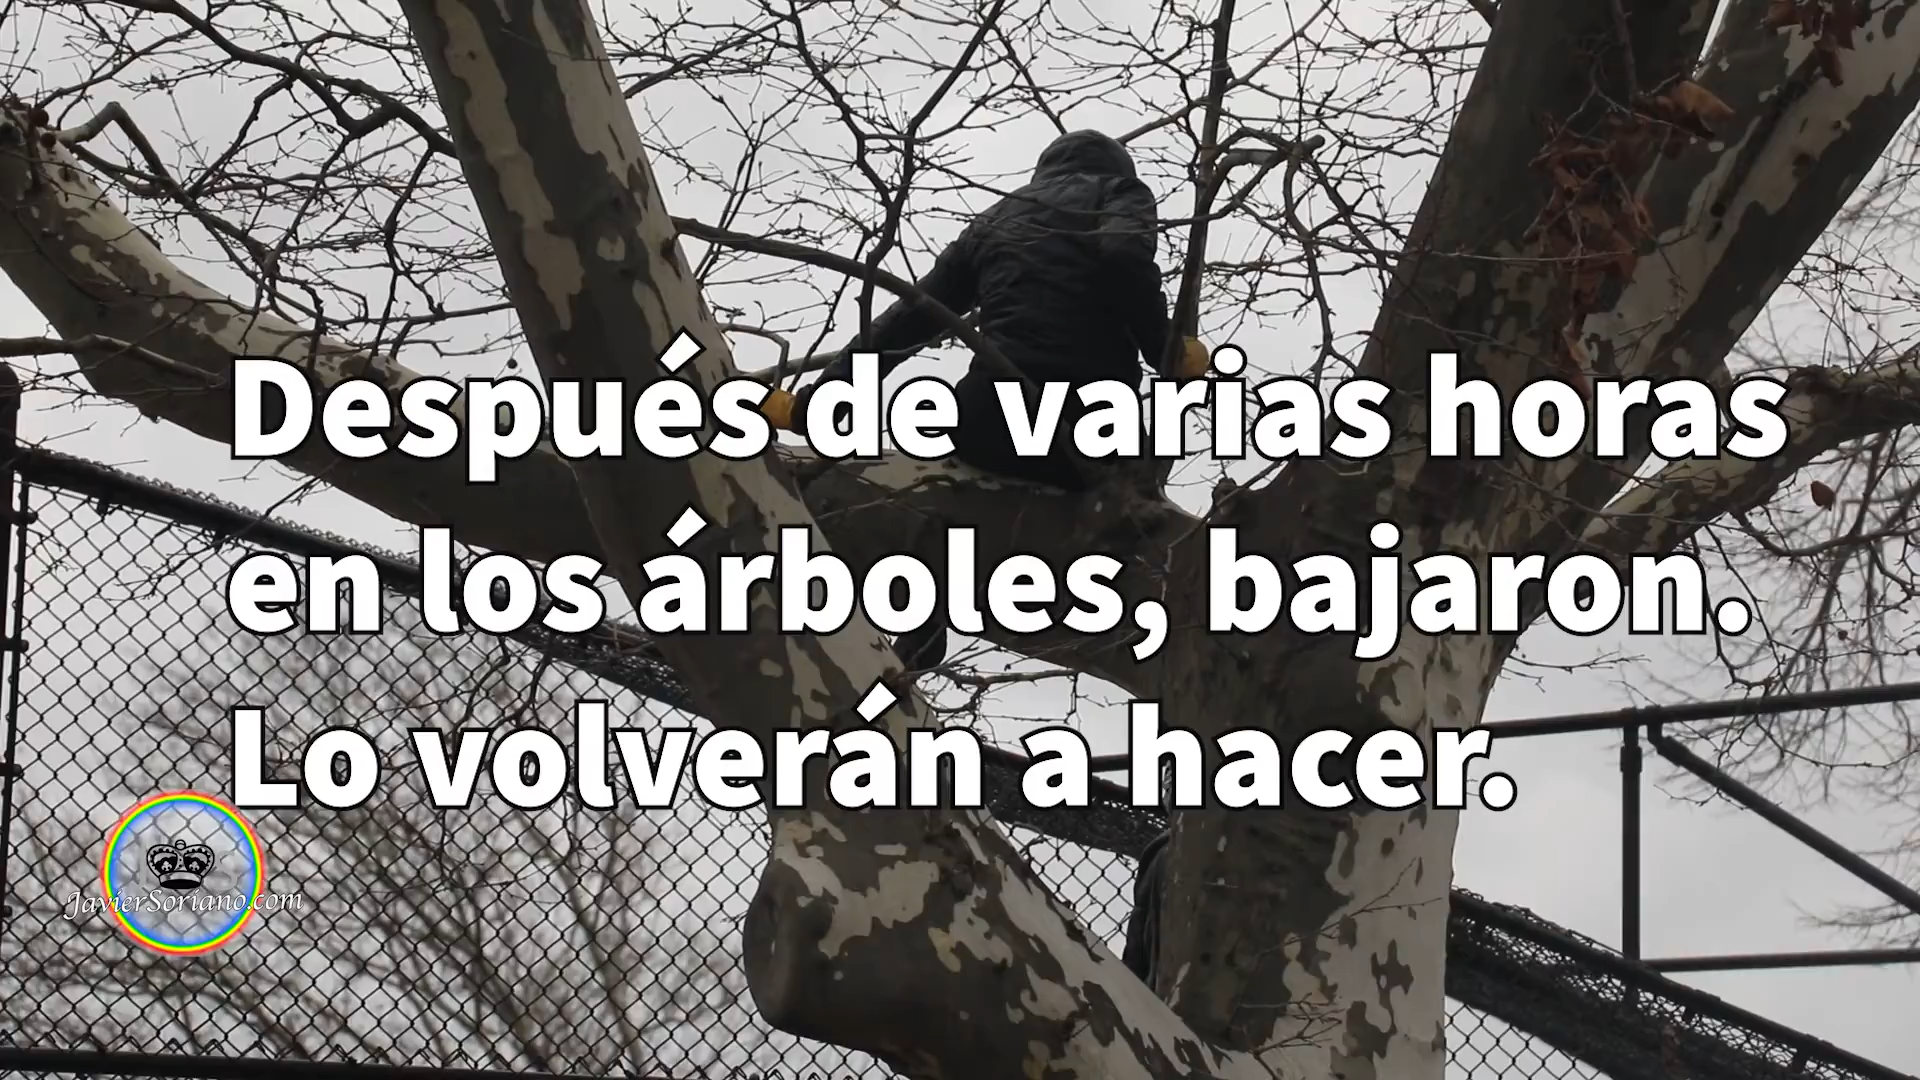 Después de varias horas
en los árboles, bajaron.
Lo volverán a hacer.
JavierSoriano.com